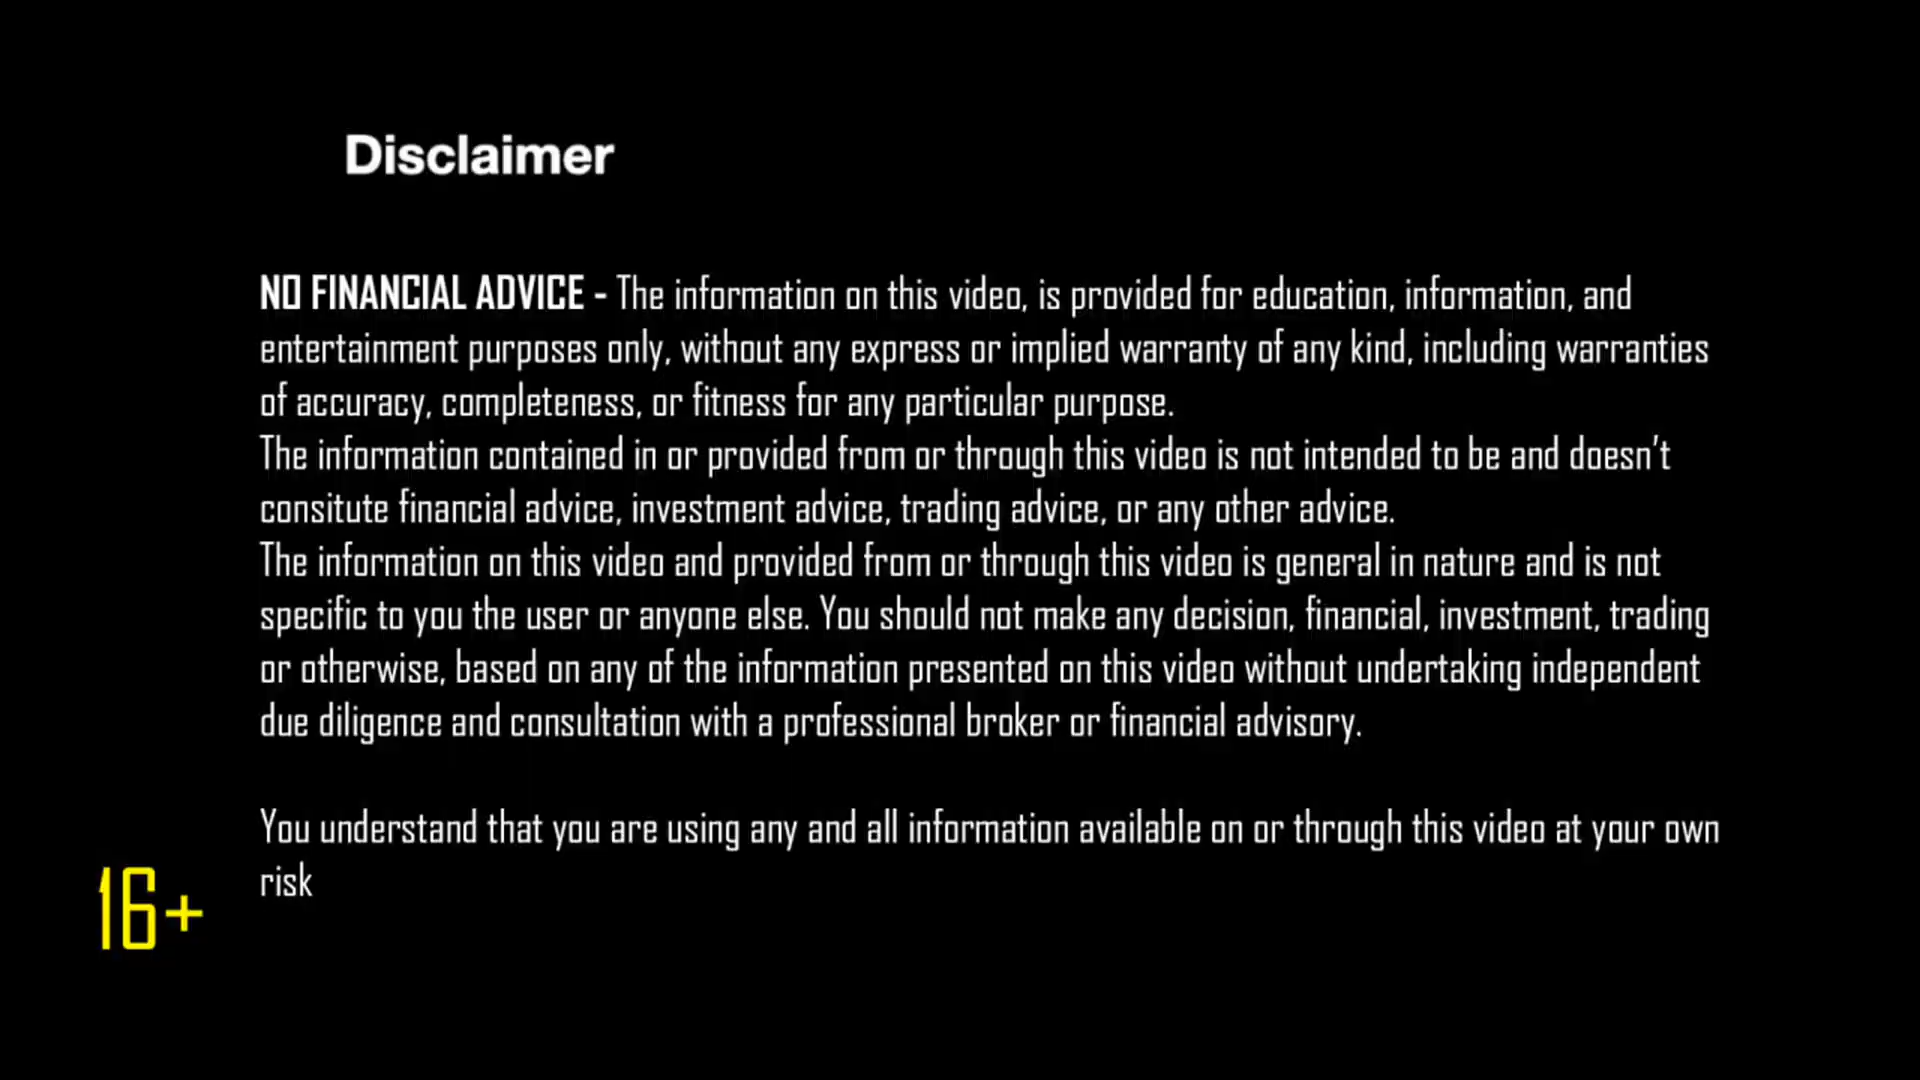 Disclaimer
NO FINANCIAL ADVICE - The information on this video, is provided for education, information, and
entertainment purposes only, without any express or implied warranty of any kind, including warranties
of accuracy, completeness, or fitness for any particular purpose.
The information contained in or provided from or through this video is not intended to be and doesn't
consitute financial advice, investment advice, trading advice, or any other advice.
The information on this video and provided from or through this video is general in nature and is not
specific to you the user or anyone else. You should not make any decision, financial, investment, trading
or otherwise, based on any of the information presented on this video without undertaking independent
due diligence and consultation with a professional broker or financial advisory.
You understand that you are using any and all information available on or through this video at your own
risk
16+